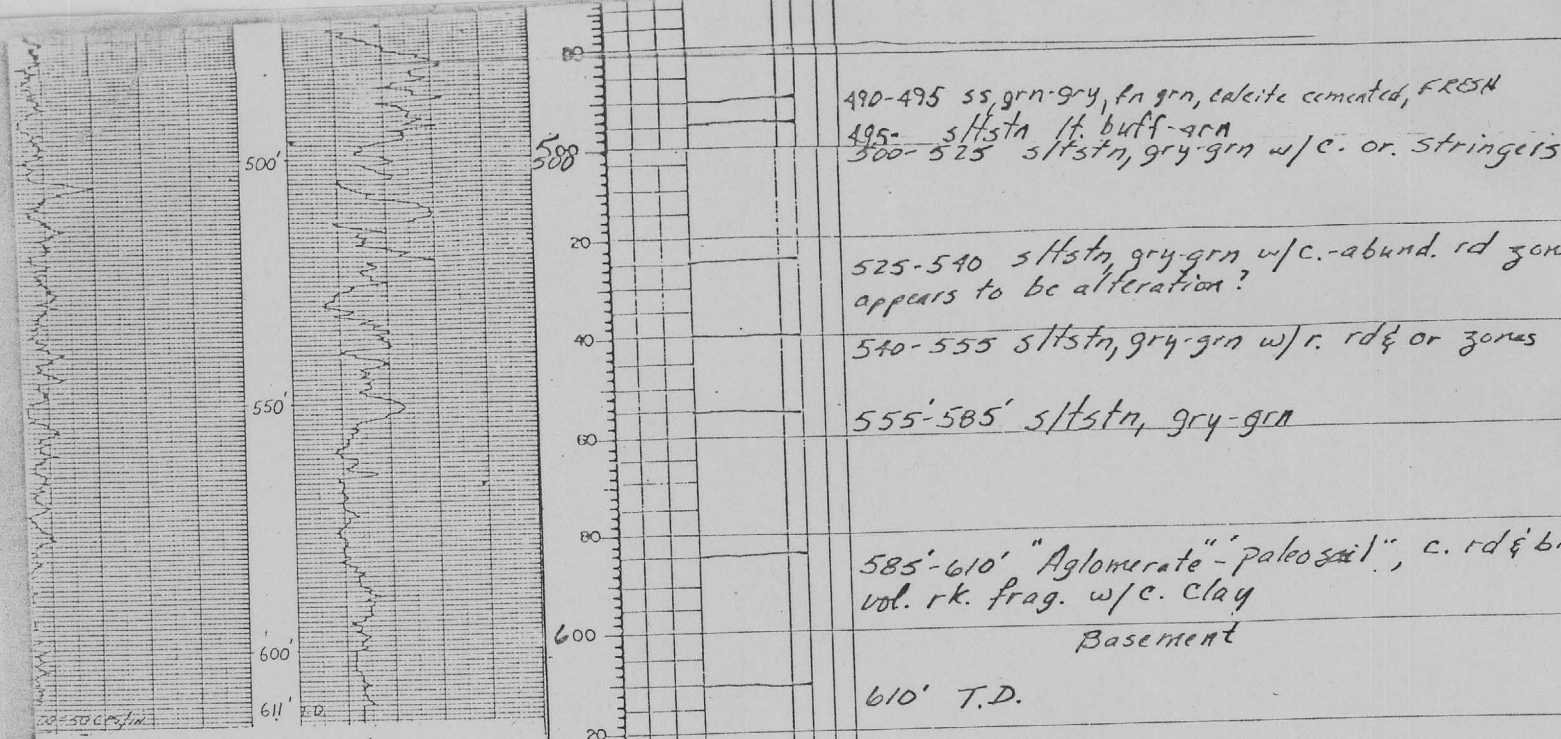 80
490-495 ss, grn-gry, fn grn, calcite cemented, FRESH
495- sltstn lt. buff-grn
500'
500
500
500-525 sltstn, gry-grn w/c. or. stringers
20
525-540 sltstn, gry-grn w/c.-abund. rd
appears to be alteration?
40
540-555 sltstn, gry-grn w/r. rd & or zones
550'
555'-585' sltstn, gry-grn
60
80
585'-610' "Aglomerate"-"paleosoil", c. rd &
vol. rk. frag. w/c. Clay
600
Basement
600'
610' T.D.
611' T.D.
=50 CPS/IN
20